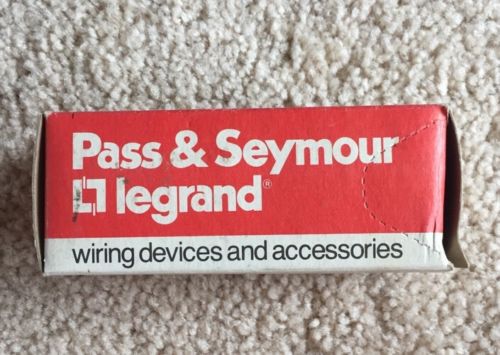 Pass & Seymour
legrand®
wiring devices and accessories